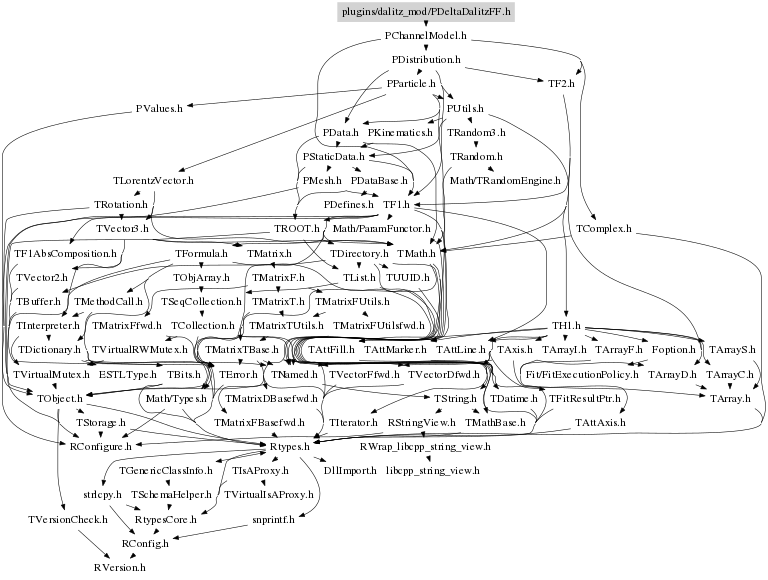 plugins/dalitz_mod/PDeltaDalitzFF.h
PChannelModel.h
PDistribution.h
PParticle.h TF2.h
PValues.h PUtils.h
PData.h PKinematics.h TRandom3.h
PStaticData.h TRandom.h
TLorentzVector.h PMesh.h PDataBase.h Math/TRandomEngine.h
TRotation.h PDefines.h TF1.h
TVector3.h TROOT.h Math/ParamFunctor.h TComplex.h
TF1AbsComposition.h TFormula.h TMatrix.h TDirectory.h TMath.h
TVector2.h TObjArray.h TMatrixF.h TList.h TUUID.h
TBuffer.h TMethodCall.h TSeqCollection.h TMatrixT.h TMatrixFUtils.h
TInterpreter.h TMatrixFfwd.h TCollection.h TMatrixTUtils.h TMatrixFUtilsfwd.h TH1.h
TDictionary.h TVirtualRWMutex.h TMatrixTBase.h TAttFill.h TAttMarker.h TAttLine.h TAxis.h TArrayI.h TArrayF.h Foption.h TArrayS.h
TVirtualMutex.h ESTLType.h TBits.h TError.h TNamed.h TVectorFfwd.h TVectorDfwd.h Fit/FitExecutionPolicy.h TArrayD.h TArrayC.h
TObject.h Math/Types.h TMatrixDBasefwd.h TString.h TDatime.h TFitResultPtr.h TArray.h
TStorage.h TMatrixFBasefwd.h TIterator.h RStringView.h TMathBase.h TAttAxis.h
RConfigure.h Rtypes.h RWrap_libcpp_string_view.h
TGenericClassInfo.h TIsAProxy.h DllImport.h libcpp_string_view.h
strlcpy.h TSchemaHelper.h TVirtualIsAProxy.h
TVersionCheck.h RtypesCore.h snprintf.h
RConfig.h
RVersion.h